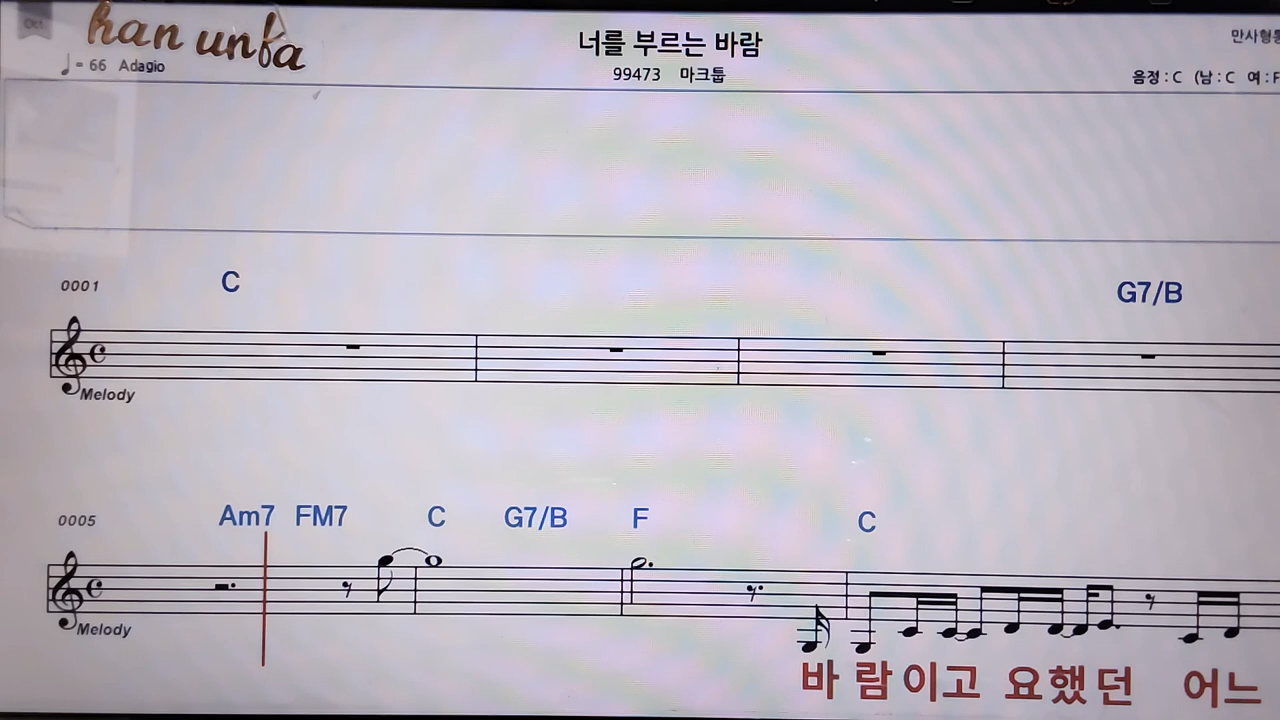 han unfa
너를 부르는 바람
♩= 66 Adagio
99473 마크툽
음정 : C (남 : C 여 : F
0001
C
G7/B
Melody
0005
Am7 FM7 C G7/B F C
Melody
바 람 이고 요했 던 어느